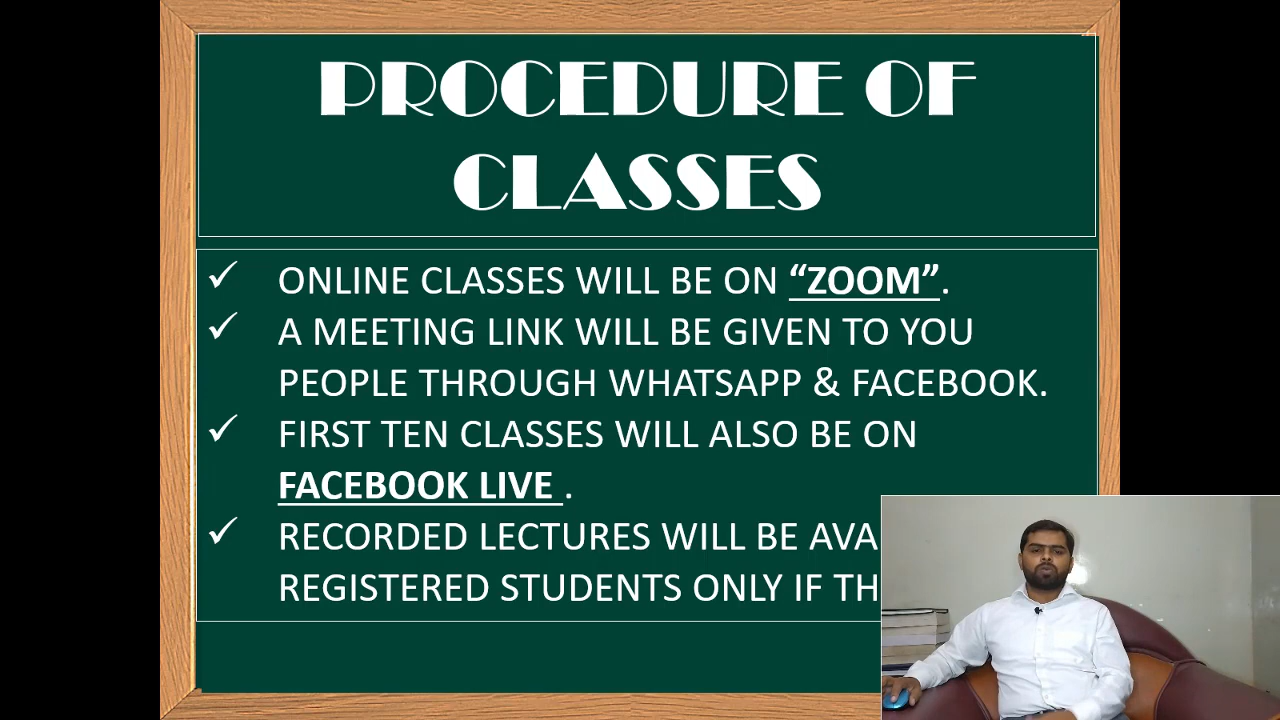 PROCEDURE OF
CLASSES
✓ ONLINE CLASSES WILL BE ON “ZOOM”.
✓ A MEETING LINK WILL BE GIVEN TO YOU
PEOPLE THROUGH WHATSAPP & FACEBOOK.
✓ FIRST TEN CLASSES WILL ALSO BE ON
FACEBOOK LIVE .
✓ RECORDED LECTURES WILL BE
REGISTERED STUDENTS ONLY IF